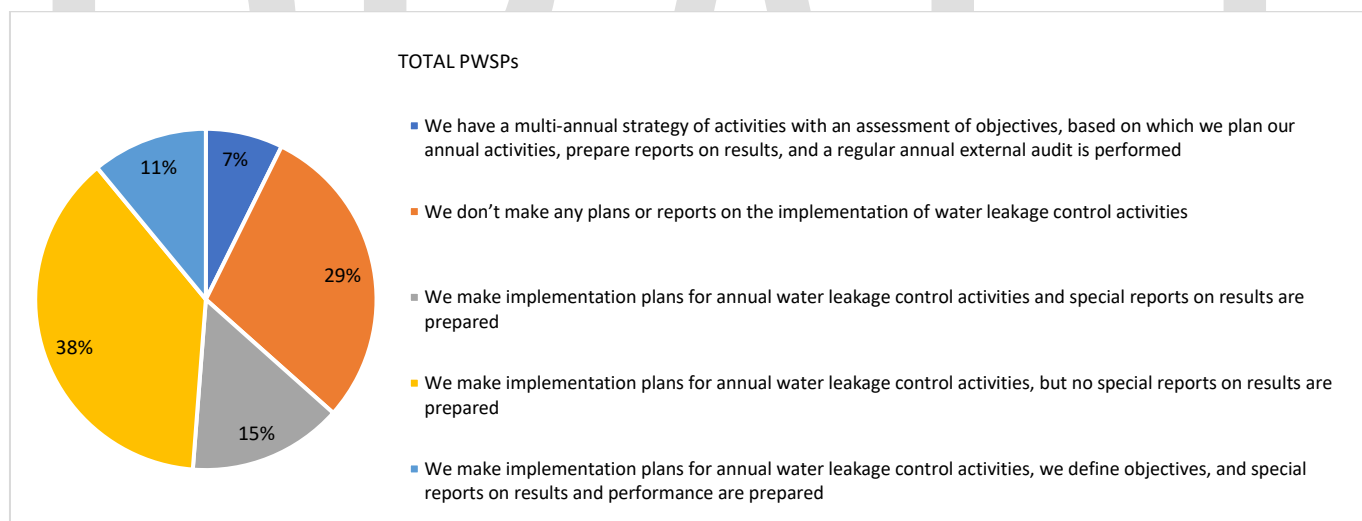 TOTAL PWSPs
We have a multi-annual strategy of activities with an assessment of objectives, based on which we plan our
annual activities, prepare reports on results, and a regular annual external audit is performed
We don’t make any plans or reports on the implementation of water leakage control activities
We make implementation plans for annual water leakage control activities and special reports on results are
prepared
We make implementation plans for annual water leakage control activities, but no special reports on results are
prepared
We make implementation plans for annual water leakage control activities, we define objectives, and special
reports on results and performance are prepared
7%
29%
15%
38%
11%